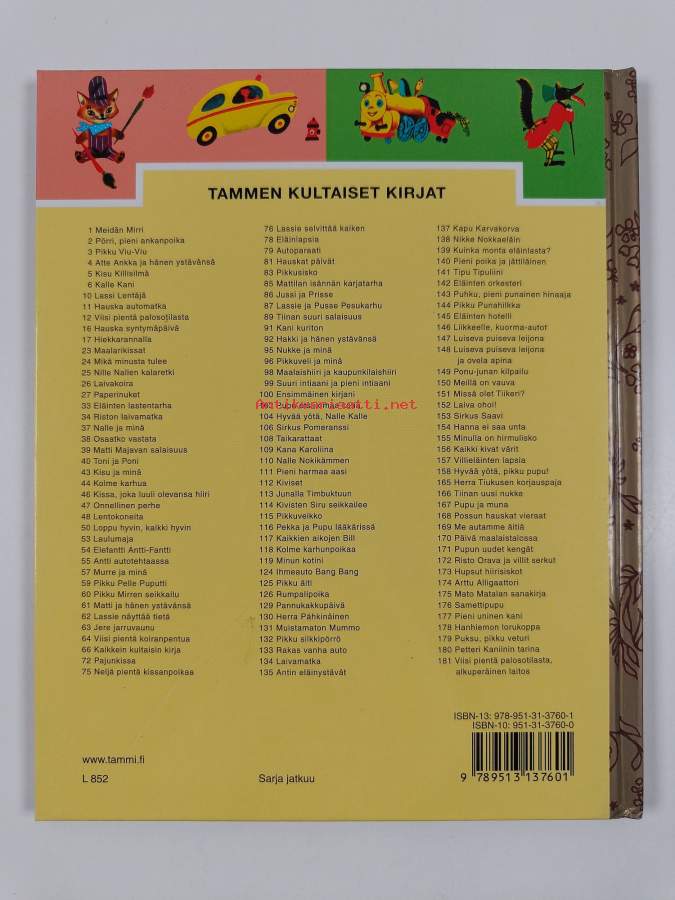 TAMMEN KULTAISET KIRJAT
1 Meidän Mirri
2 Pörri, pieni ankanpoika
3 Pikku Viu-Viu
4 Atte Ankka ja hänen ystävänsä
5 Kisu Killisilmä
6 Kalle Kani
10 Lassi Lentäjä
11 Hauska automatka
12 Viisi pientä palosotilasta
16 Hauska syntymäpäivä
17 Hiekkarannalla
23 Maalarikissat
24 Mikä minusta tulee
25 Nille Nallen kalaretki
26 Laivakoira
27 Paperinuket
33 Eläinten lastentarha
34 Riston laivamatka
37 Nalle ja minä
38 Osaatko vastata
39 Matti Majavan salaisuus
40 Toni ja Poni
43 Kisu ja minä
44 Kolme karhua
46 Kissa, joka luuli olevansa hiiri
47 Onnellinen perhe
48 Lentokoneita
50 Loppu hyvin, kaikki hyvin
53 Laulumaja
54 Elefantti Antti-Fantti
55 Antti autotehtaassa
57 Murre ja minä
59 Pikku Pelle Puputti
60 Pikku Mirren seikkailu
61 Matti ja hänen ystävänsä
62 Lassie näyttää tietä
63 Jere jarruvaunu
64 Viisi pientä koiranpentua
66 Kaikkein kultaisin kirja
72 Pajunkissa
75 Neljä pientä kissanpoikaa
76 Lassie selvittää kaiken
78 Eläinlapsia
79 Autoparaati
81 Hauskat päivät
83 Pikkusisko
85 Mattilan isännän karjatarha
86 Jussi ja Prisse
87 Lassie ja Pusae Pesukarhu
89 Tiinan suuri salaisuus
91 Kani kuriton
92 Hakki ja hänen ystävänsä
95 Nukke ja minä
96 Pikkuveli ja minä
98 Maalaishiiri ja kaupunkilaishiiri
99 Suuri intiaani ja pieni intiaani
100 Ensimmäinen kirjani
104 Hyvää yötä, Nalle Kalle
106 Sirkus Pomeranssi
108 Taikarattaat
109 Kana Karoliina
110 Nalle Nokikämmen
111 Pieni harmaa aasi
112 Kiviset
113 Junalla Timbuktuun
114 Kivisten Siru seikkailee
115 Pikkuveikko
116 Pekka ja Pupu lääkärissä
117 Kaikkien aikojen Bill
118 Kolme karhunpoikaa
119 Minun kotini
124 Ihmeauto Bang Bang
125 Pikku äiti
126 Rumpalipoika
129 Pannukakkupäivä
130 Herra Pähkinäinen
131 Muistamaton Mummo
132 Pikku silkkipörrö
133 Rakas vanha auto
134 Laivamatka
135 Antin eläinystävät
137 Kapu Karvakorva
138 Nikke Nokkaeläin
139 Kuinka monta eläinlasta?
140 Pieni poika ja jättiläinen
141 Tipu Tipuliini
142 Eläinten orkesteri
143 Puhku, pieni punainen hinaaja
144 Pikku Punahilkka
145 Eläinten hotelli
146 Liikkeelle, kuorma-autot
147 Luiseva puiseva leijona
148 Luiseva puiseva leijona
ja ovela apina
149 Ponu-junan kilpailu
150 Meillä on vauva
151 Missä olet Tiikeri?
152 Laiva ohoi!
153 Sirkus Saavi
154 Hanna ei saa unta
155 Minulla on hirmulisko
156 Kaikki kivat värit
157 Villieläinten lapsia
158 Hyvää yötä, pikku pupu!
165 Herra Tiukusen korjauspaja
166 Tiinan uusi nukke
167 Pupu ja muna
168 Possun hauskat vieraat
169 Me autamme äitiä
170 Päivä maalaistalossa
171 Pupun uudet kengät
172 Risto Orava ja villit serkut
173 Hupsut hiirisiskot
174 Arttu Alligaattori
175 Mato Matalan sanakirja
176 Samettipupu
177 Pieni uninen kani
178 Hanhiemon lorukoppa
179 Puksu, pikku veturi
180 Petteri Kaniinin tarina
181 Viisi pientä palosotilasta,
alkuperäinen laitos
Antikvariaatti.net
ISBN-13: 978-951-31-3760-1
ISBN-10: 951-31-3760-0
www.tammi.fi
L 852
Sarja jatkuu
9 789513 137601